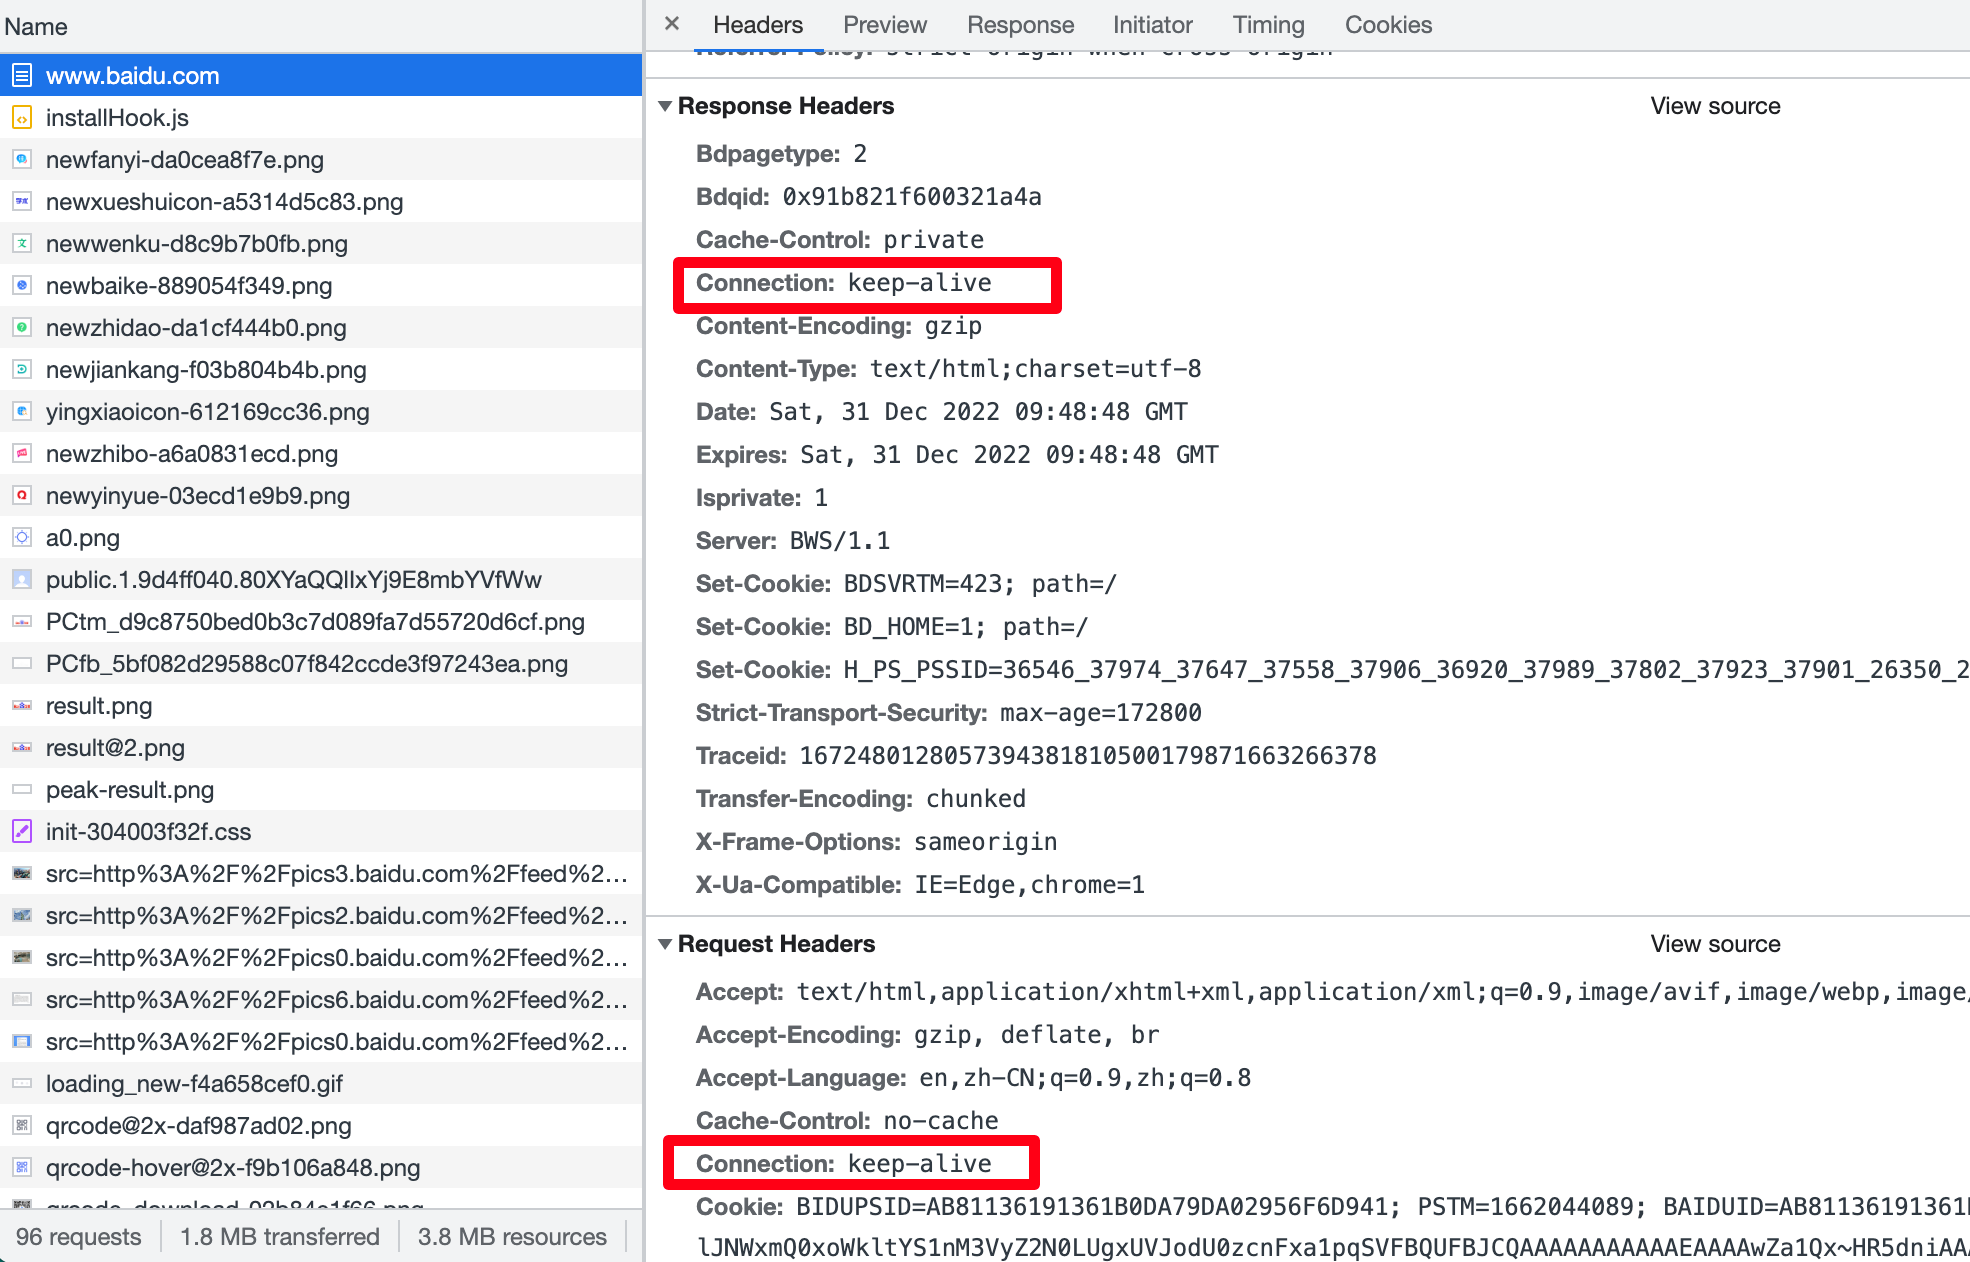 Name
www.baidu.com
installHook.js
newfanyi-da0cea8f7e.png
newxueshuicon-a5314d5c83.png
newwenku-d8c9b7b0fb.png
newbaike-889054f349.png
newzhidao-da1cf444b0.png
newjiankang-f03b804b4b.png
yingxiaoicon-612169cc36.png
newzhibo-a6a0831ecd.png
newyinyue-03ecd1e9b9.png
a0.png
public.1.9d4ff040.80XYaQQlIxYj9E8mbYVfWw
PCtm_d9c8750bed0b3c7d089fa7d55720d6cf.png
PCfb_5bf082d29588c07f842ccde3f97243ea.png
result.png
result@2.png
peak-result.png
init-304003f32f.css
src=http%3A%2F%2Fpics3.baidu.com%2Ffeed%2...
src=http%3A%2F%2Fpics2.baidu.com%2Ffeed%2...
src=http%3A%2F%2Fpics0.baidu.com%2Ffeed%2...
src=http%3A%2F%2Fpics6.baidu.com%2Ffeed%2...
src=http%3A%2F%2Fpics0.baidu.com%2Ffeed%2...
loading_new-f4a658cef0.gif
qrcode@2x-daf987ad02.png
qrcode-hover@2x-f9b106a848.png
96 requests 1.8 MB transferred 3.8 MB resources
× Headers Preview Response Initiator Timing Cookies
Referrer-Policy: strict-origin-when-cross-origin
Response Headers View source
Bdpagetype: 2
Bdqid: 0x91b821f600321a4a
Cache-Control: private
Connection: keep-alive
Content-Encoding: gzip
Content-Type: text/html;charset=utf-8
Date: Sat, 31 Dec 2022 09:48:48 GMT
Expires: Sat, 31 Dec 2022 09:48:48 GMT
Isprivate: 1
Server: BWS/1.1
Set-Cookie: BDSVRTM=423; path=/
Set-Cookie: BD_HOME=1; path=/
Set-Cookie: H_PS_PSSID=36546_37974_37647_37558_37906_36920_37989_37802_37923_37901_26350_2
Strict-Transport-Security: max-age=172800
Traceid: 1672480128057394381810500179871663266378
Transfer-Encoding: chunked
X-Frame-Options: sameorigin
X-Ua-Compatible: IE=Edge,chrome=1
Request Headers View source
Accept: text/html,application/xhtml+xml,application/xml;q=0.9,image/avif,image/webp,image/
Accept-Encoding: gzip, deflate, br
Accept-Language: en,zh-CN;q=0.9,zh;q=0.8
Cache-Control: no-cache
Connection: keep-alive
Cookie: BIDUPSID=AB81136191361B0DA79DA02956F6D941; PSTM=1662044089; BAIDUID=AB81136191361
lJNWxmQ0xoWkltYS1nM3VyZ2N0LUgxUVJodU0zcnFxa1pqSVFBQUFBJCQAAAAAAAAAAAEAAAAwZa1Qx~HR5dniAAA